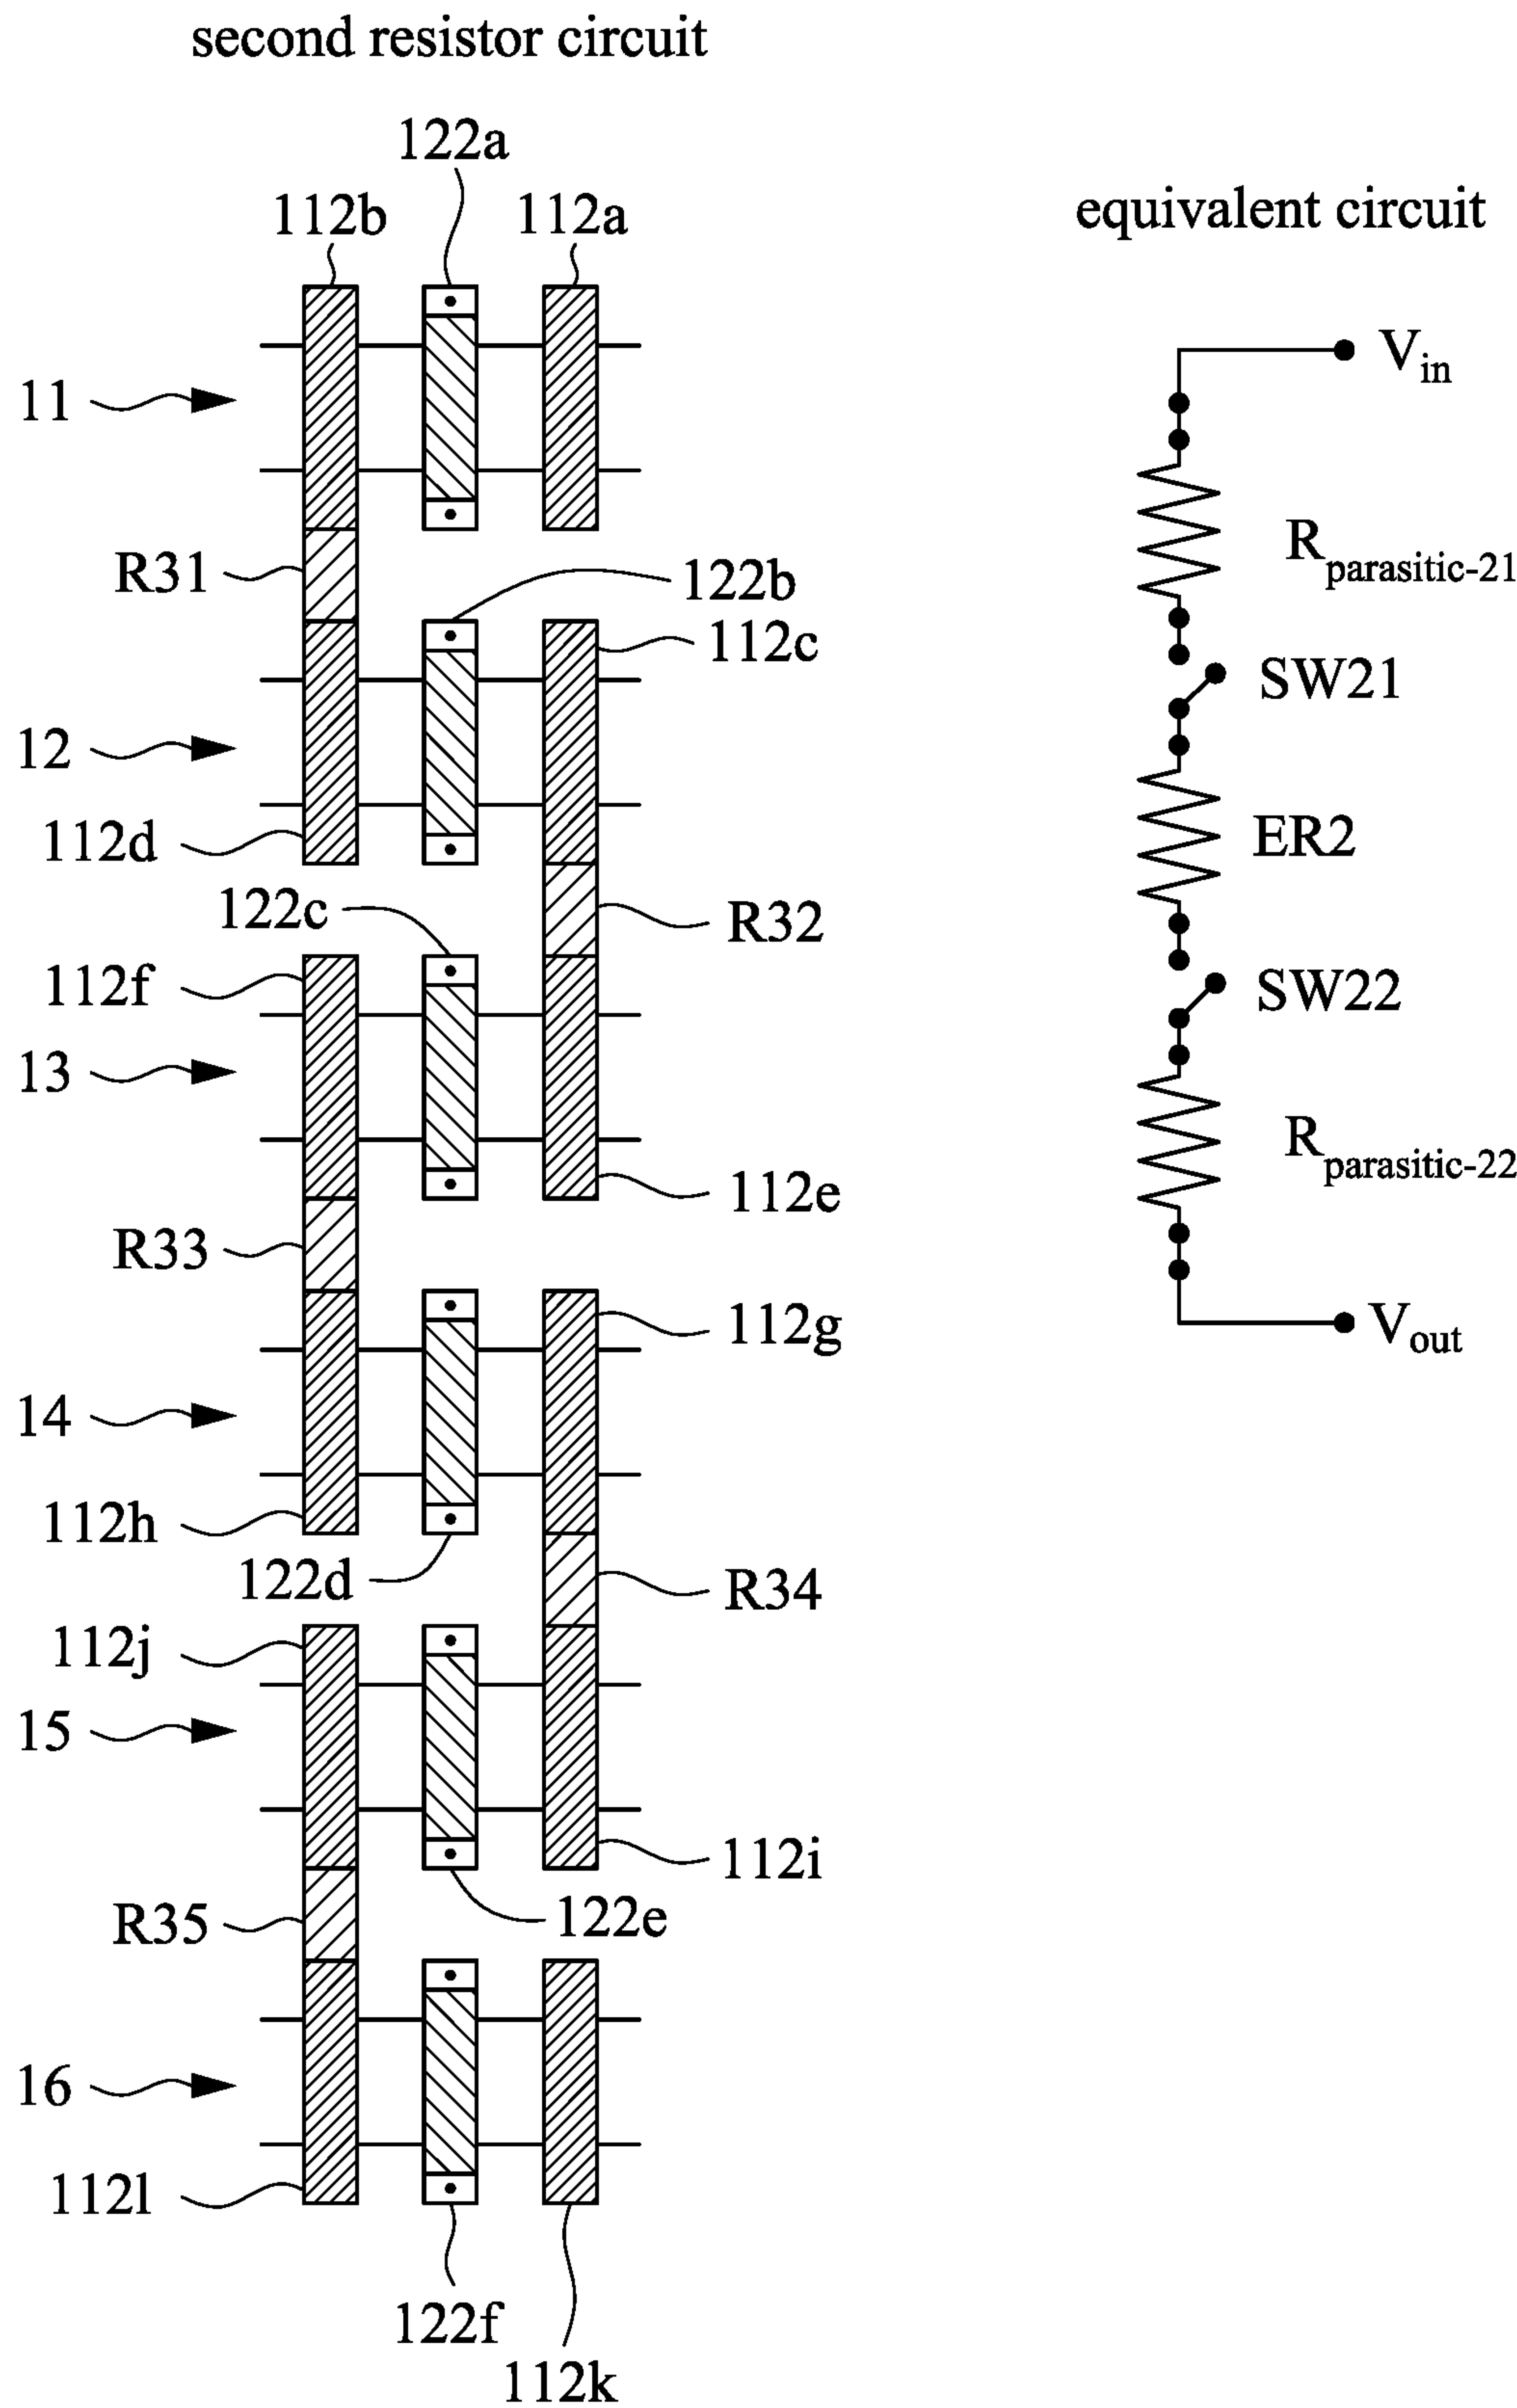 second resistor circuit
122a
112b
112a
11
R31
122b
112c
12
112d
122c
R32
112f
13
112e
R33
112g
14
112h
122d
R34
112j
15
112i
R35
122e
16
112l
122f
112k
equivalent circuit
Vin
Rparasitic-21
SW21
ER2
SW22
Rparasitic-22
Vout